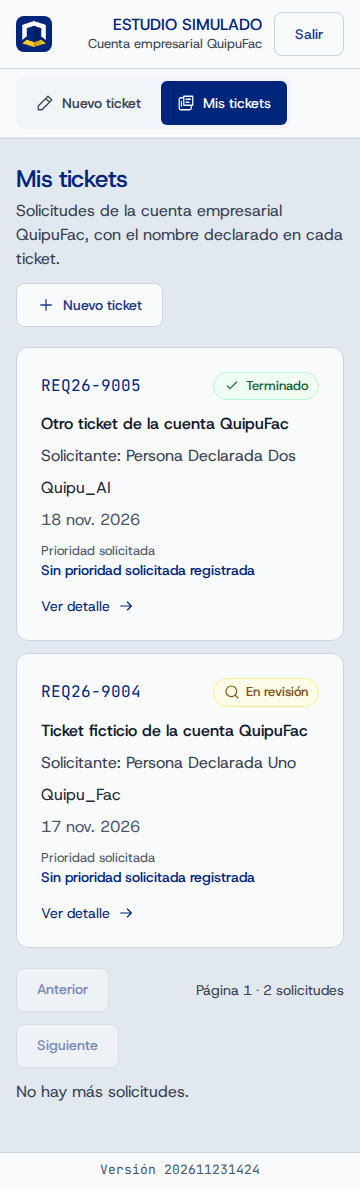 ESTUDIO SIMULADO
Cuenta empresarial QuipuFac
Salir
Nuevo ticket
Mis tickets
Mis tickets
Solicitudes de la cuenta empresarial
QuipuFac, con el nombre declarado en cada
ticket.
Nuevo ticket
REQ26-9005
Terminado
Otro ticket de la cuenta QuipuFac
Solicitante: Persona Declarada Dos
Quipu_AI
18 nov. 2026
Prioridad solicitada
Sin prioridad solicitada registrada
Ver detalle
REQ26-9004
En revisión
Ticket ficticio de la cuenta QuipuFac
Solicitante: Persona Declarada Uno
Quipu_Fac
17 nov. 2026
Prioridad solicitada
Sin prioridad solicitada registrada
Ver detalle
Anterior
Página 1 · 2 solicitudes
Siguiente
No hay más solicitudes.
Versión 202611231424